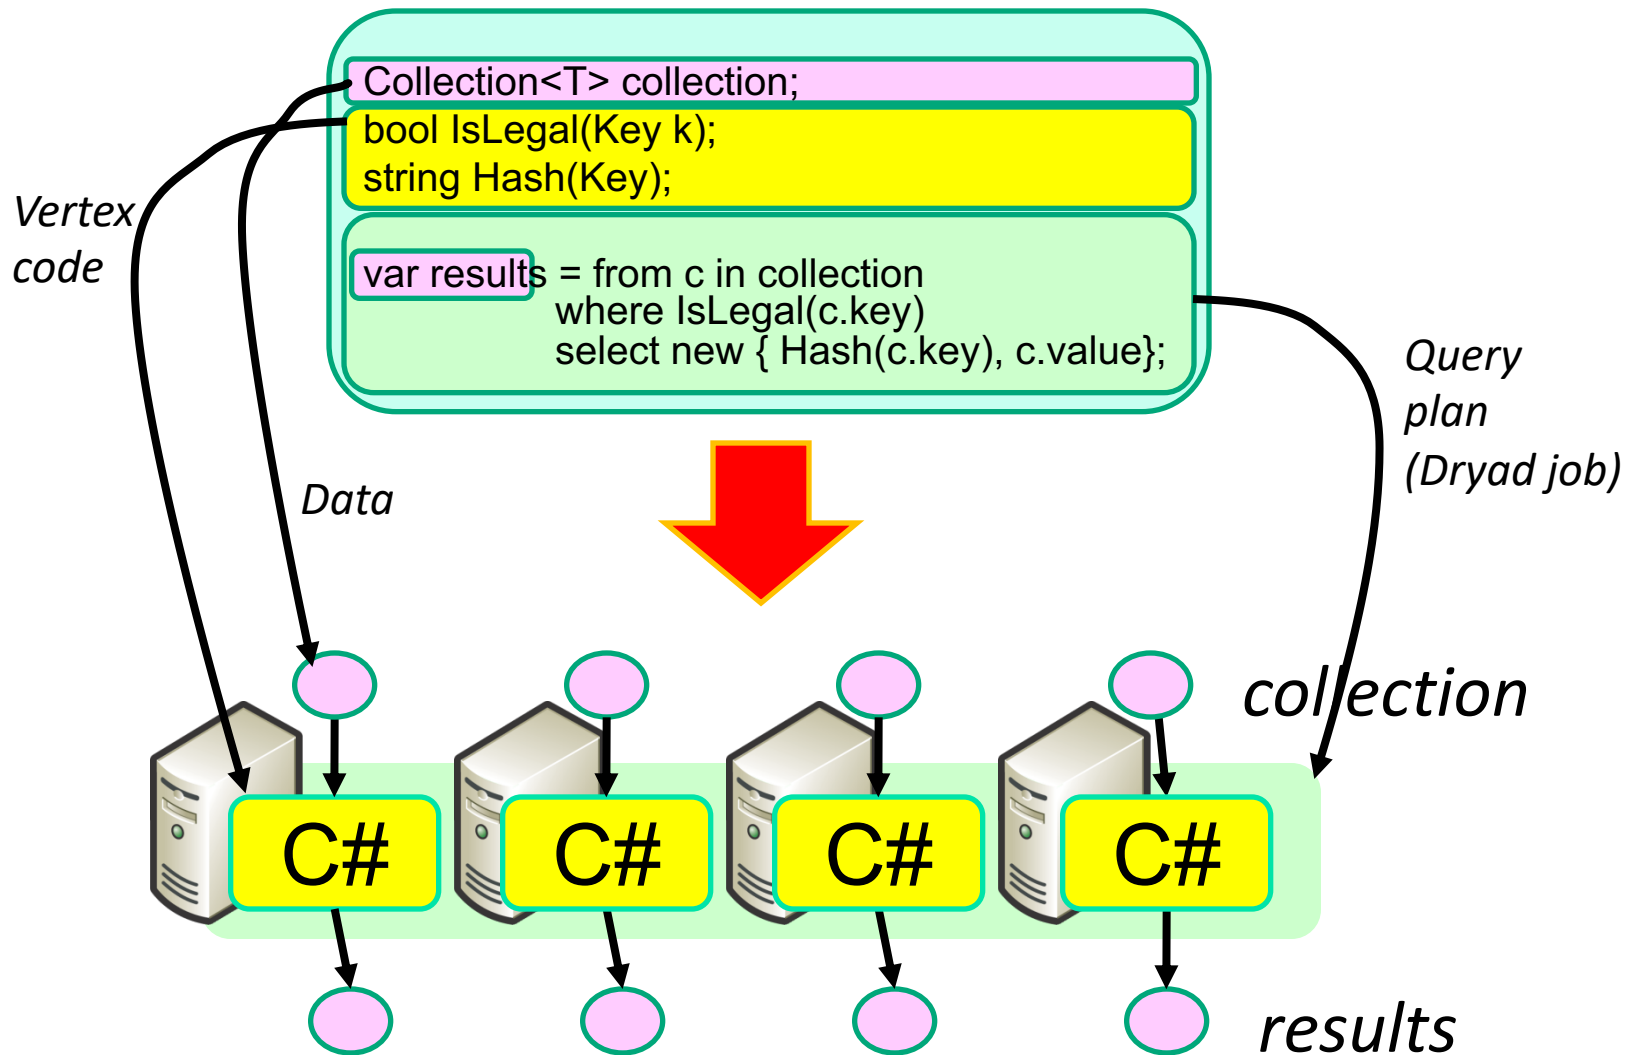 Collection<T> collection;
bool IsLegal(Key k);
string Hash(Key);
var results = from c in collection
where IsLegal(c.key)
select new { Hash(c.key), c.value};
Vertex
code
Data
Query
plan
(Dryad job)
collection
C# C# C# C#
results